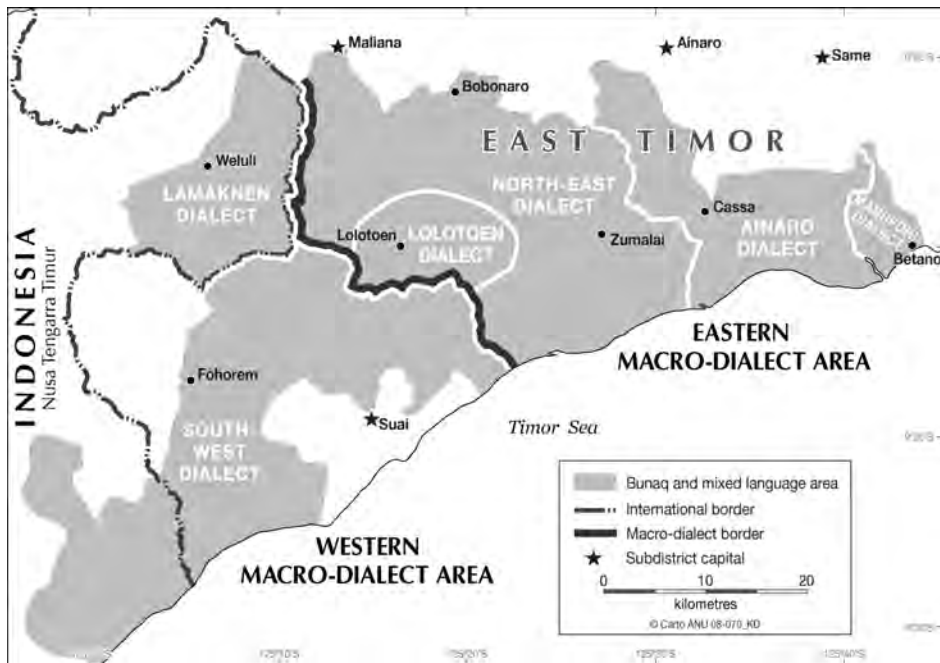 Maliana
Ainaro
Same
Bobonaro
EAST TIMOR
Weluli
LAMAKNEN
DIALECT
NORTH-EAST
DIALECT
Cassa
Lolotoen
LOLOTOEN
DIALECT
Zumalai
AINARO
DIALECT
DIALECT
Betano
INDONESIA
Nusa Tengarra Timur
EASTERN
MACRO-DIALECT AREA
Fohorem
Suai
Timor Sea
SOUTH-
WEST
DIALECT
WESTERN
MACRO-DIALECT AREA
Bunaq and mixed language area
International border
Macro-dialect border
Subdistrict capital
0 10 20
kilometres
© Carto ANU 08-070_KD